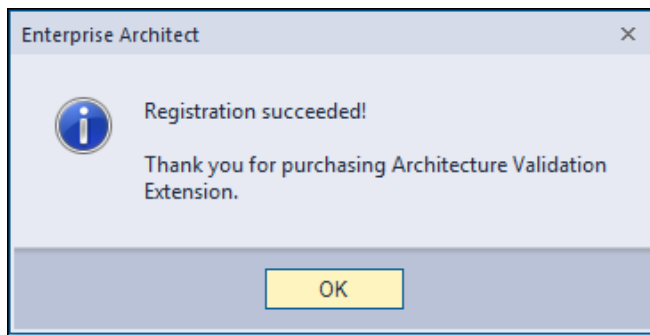 Enterprise Architect
Registration succeeded!
Thank you for purchasing Architecture Validation
Extension.
OK